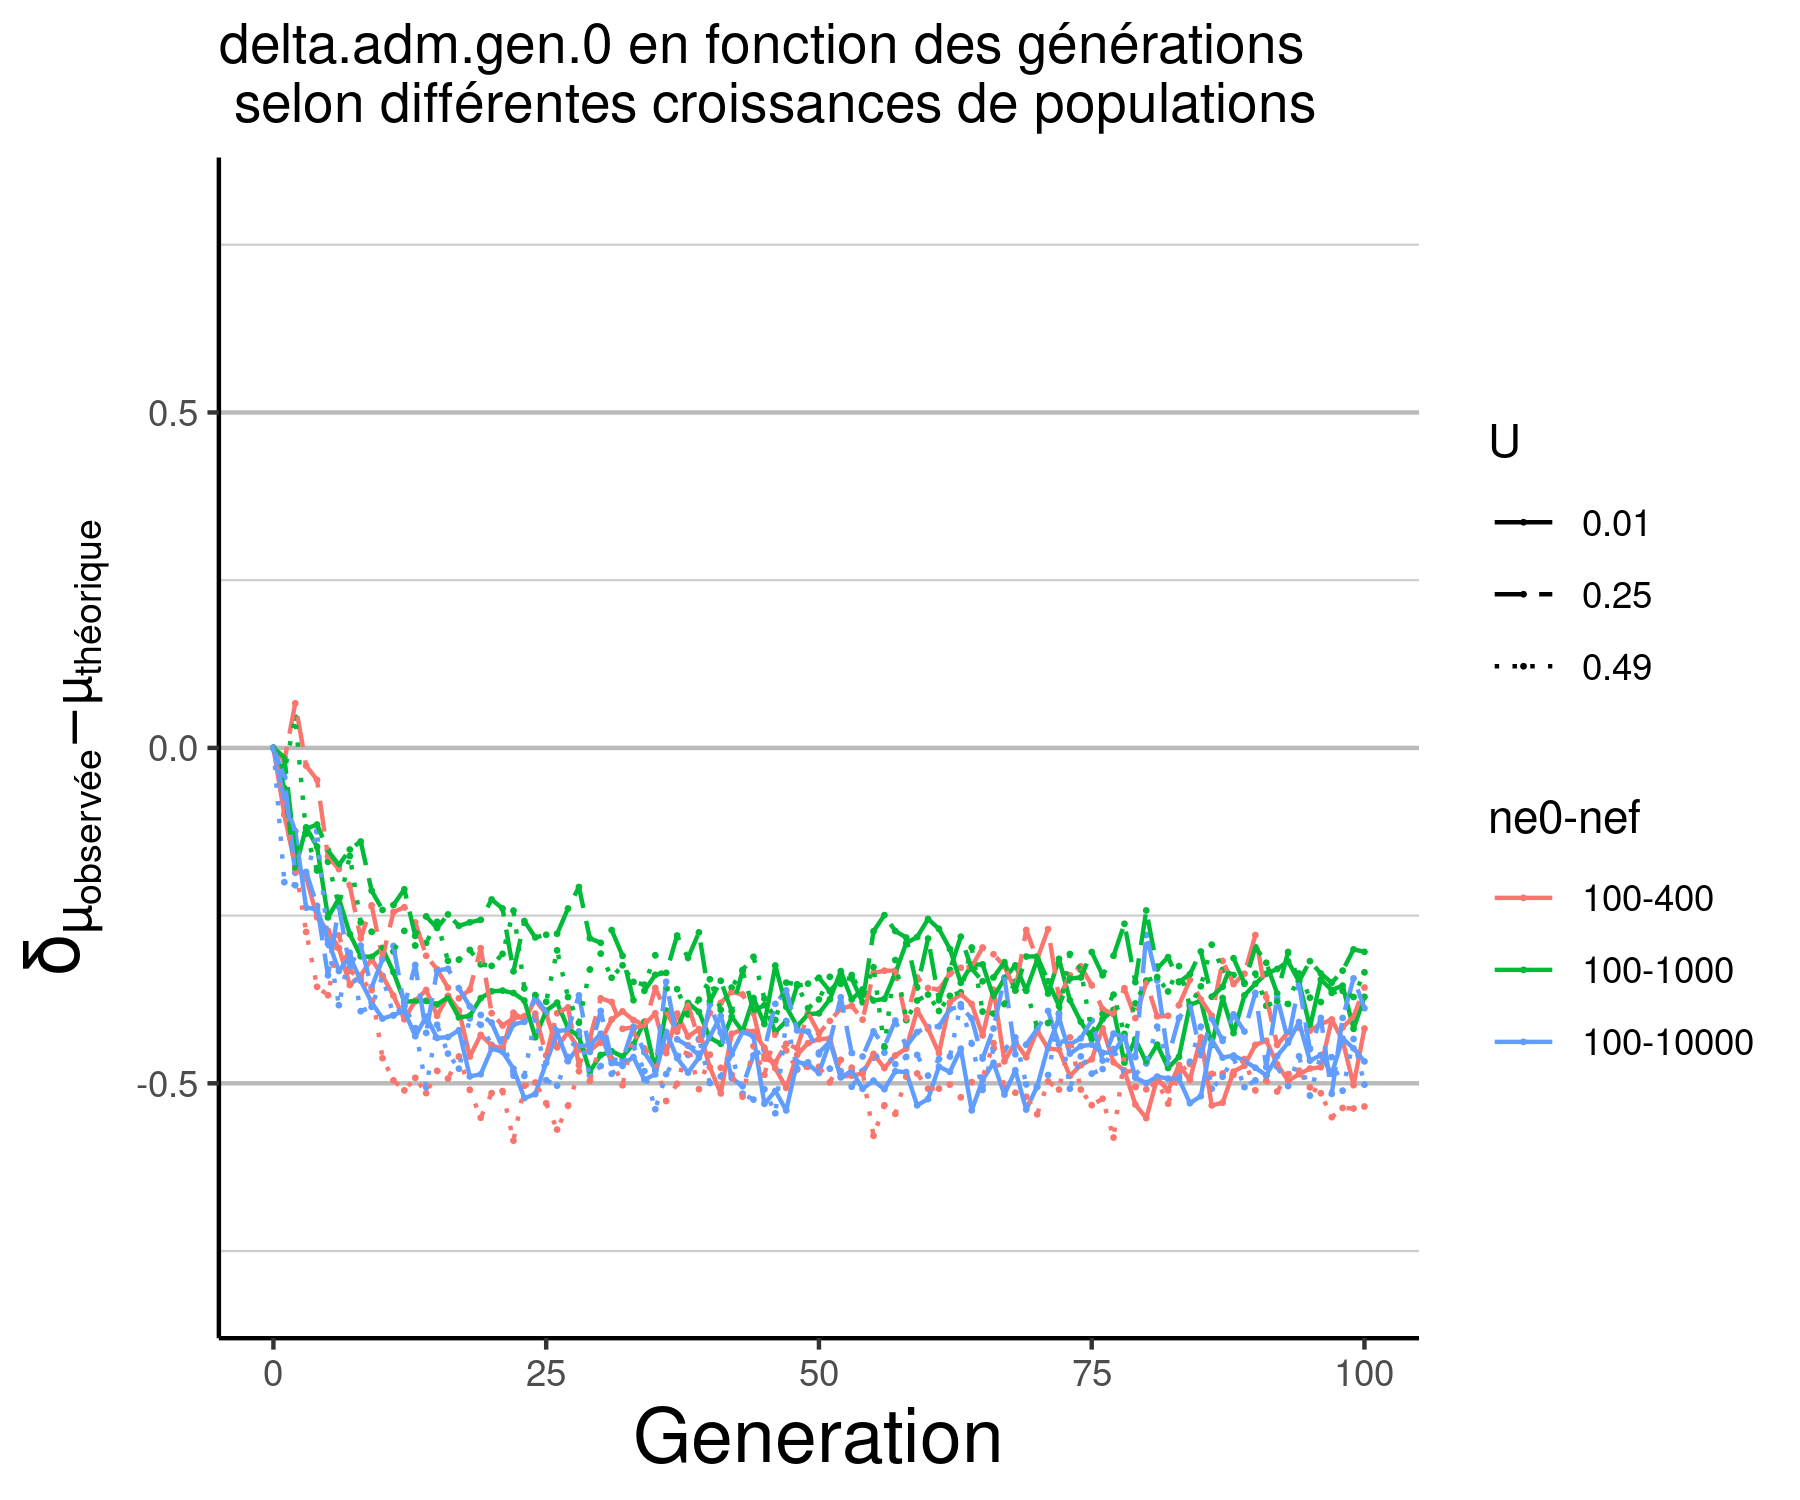 delta.adm.gen.0 en fonction des générations
selon différentes croissances de populations
δμobservée−μthéorique
0.5
0.0
-0.5
0 25 50 75 100
Generation
U
0.01
0.25
0.49
ne0-nef
100-400
100-1000
100-10000